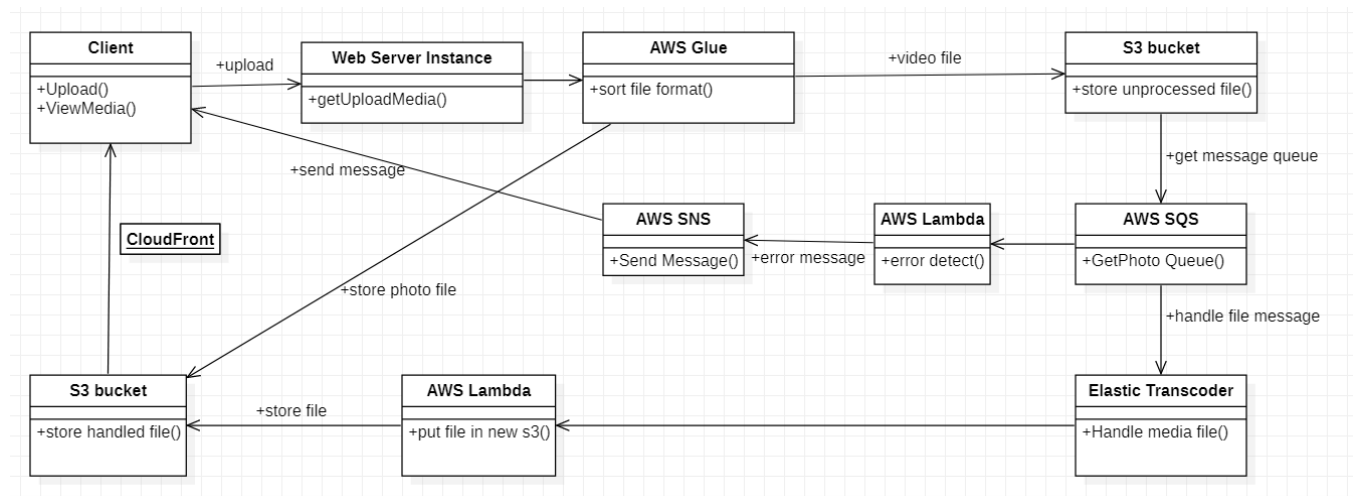 Client
+Upload()
+ViewMedia()
+upload
Web Server Instance
+getUploadMedia()
AWS Glue
+sort file format()
+video file
S3 bucket
+store unprocessed file()
+get message queue
+send message
AWS SNS
+Send Message()
+error message
AWS Lambda
+error detect()
AWS SQS
+GetPhoto Queue()
CloudFront
+store photo file
+handle file message
S3 bucket
+store handled file()
+store file
AWS Lambda
+put file in new s3()
Elastic Transcoder
+Handle media file()